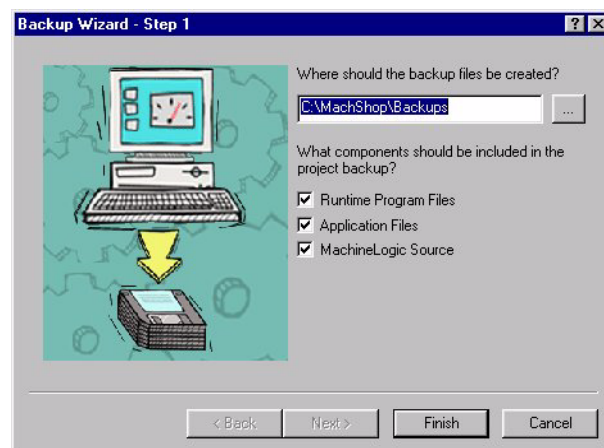 Backup Wizard - Step 1
Where should the backup files be created?
C:\MachShop\Backups
...
What components should be included in the
project backup?
Runtime Program Files
Application Files
MachineLogic Source
< Back
Next >
Finish
Cancel